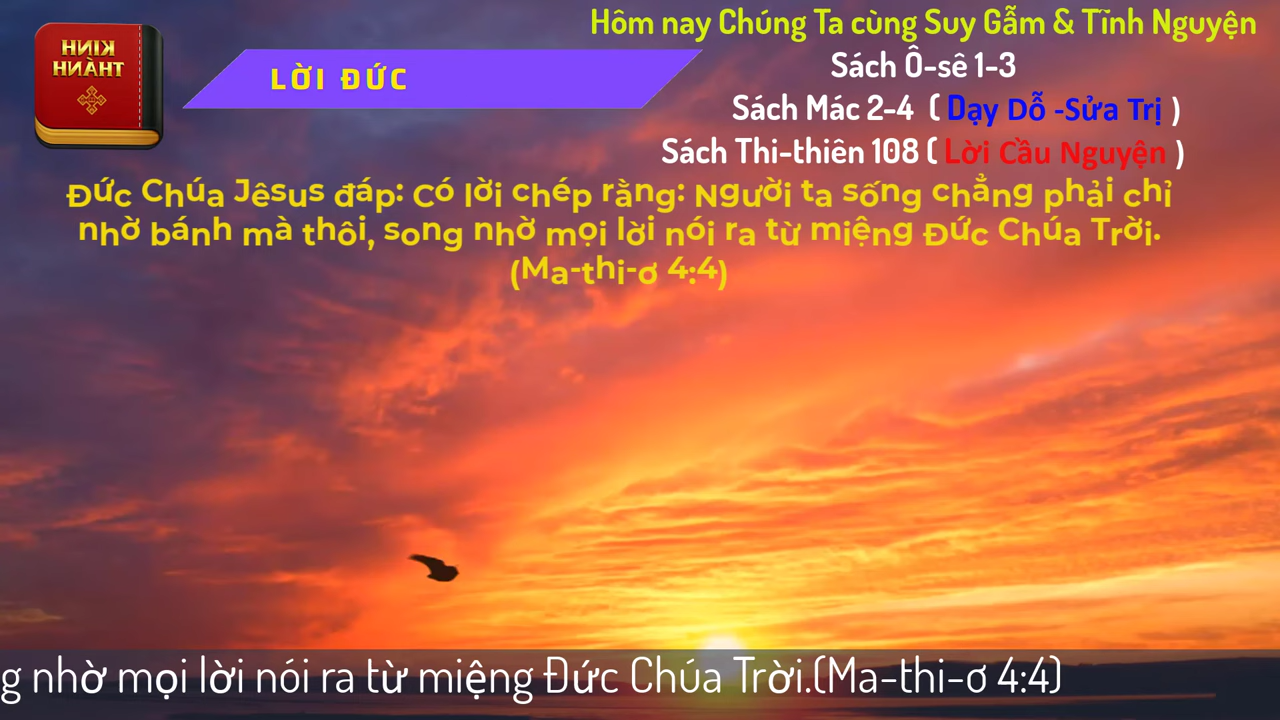 KINH
THÀNH
LỜI ĐỨC
Hôm nay Chúng Ta cùng Suy Gẫm & Tĩnh Nguyện
Sách Ô-sê 1-3
Sách Mác 2-4 ( Dạy Dỗ -Sửa Trị )
Sách Thi-thiên 108 ( Lời Cầu Nguyện )
Đức Chúa Jêsus đáp: Có lời chép rằng: Người ta sống chẳng phải chỉ
nhờ bánh mà thôi, song nhờ mọi lời nói ra từ miệng Đức Chúa Trời.
(Ma-thi-ơ 4:4)
g nhờ mọi lời nói ra từ miệng Đức Chúa Trời.(Ma-thi-ơ 4:4)